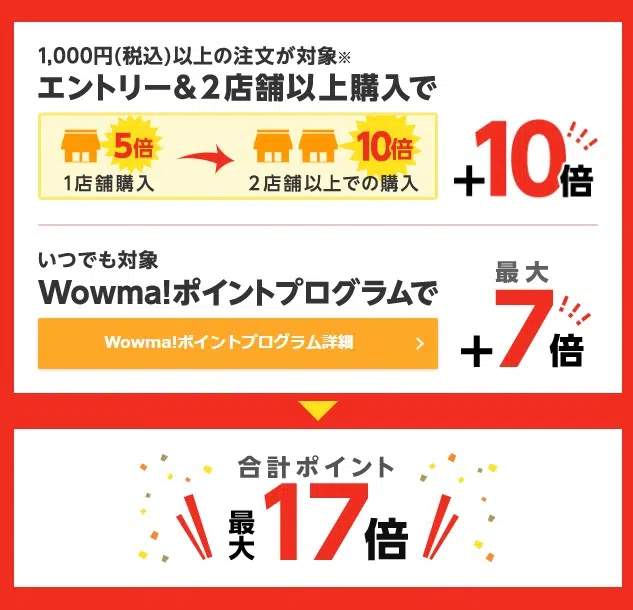 1,000円(税込)以上の注文が対象※
エントリー&2店舗以上購入で
5倍
10倍
1店舗購入
2店舗以上での購入
+10倍
いつでも対象
Wowma!ポイントプログラムで
Wowma!ポイントプログラム詳細
最大
+7倍
合計ポイント
最大17倍